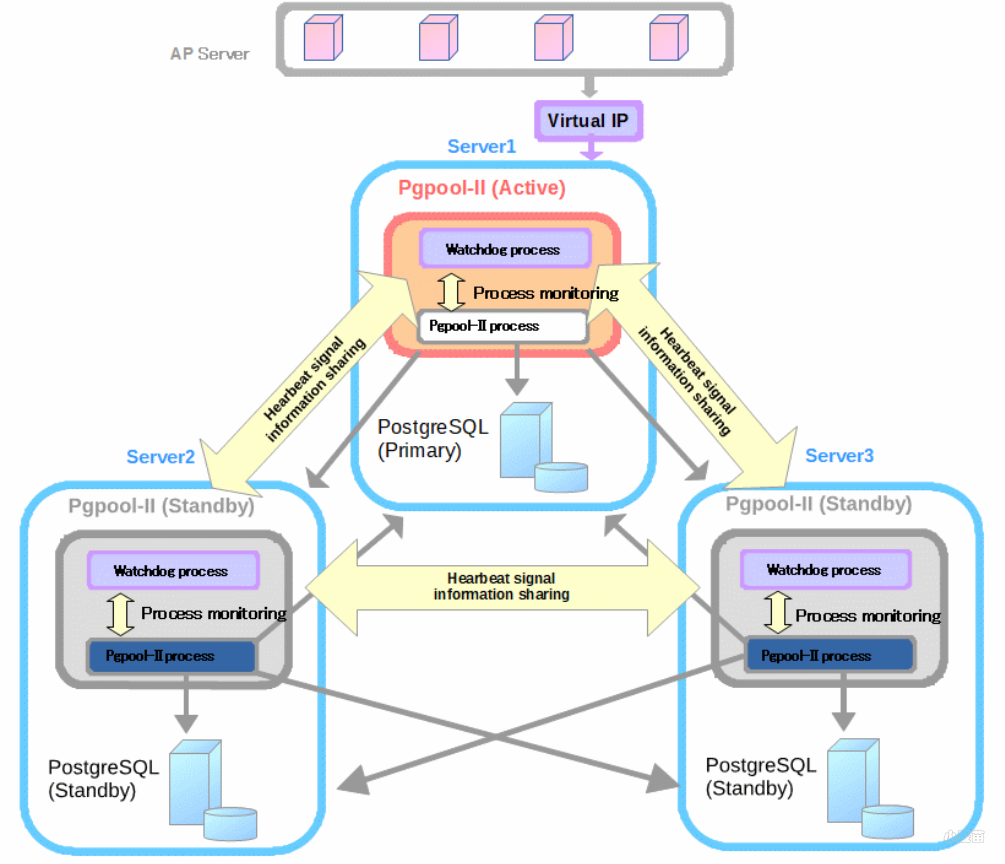 AP Server
Virtual IP
Server1
Pgpool-II (Active)
Watchdog process
Process monitoring
Pgpool-II process
Hearbeat signal
information sharing
Hearbeat signal
information sharing
PostgreSQL
(Primary)
Server2
Pgpool-II (Standby)
Watchdog process
Process monitoring
Pgpool-II process
PostgreSQL
(Standby)
Hearbeat signal
information sharing
Server3
Pgpool-II (Standby)
Watchdog process
Process monitoring
Pgpool-II process
PostgreSQL
(Standby)